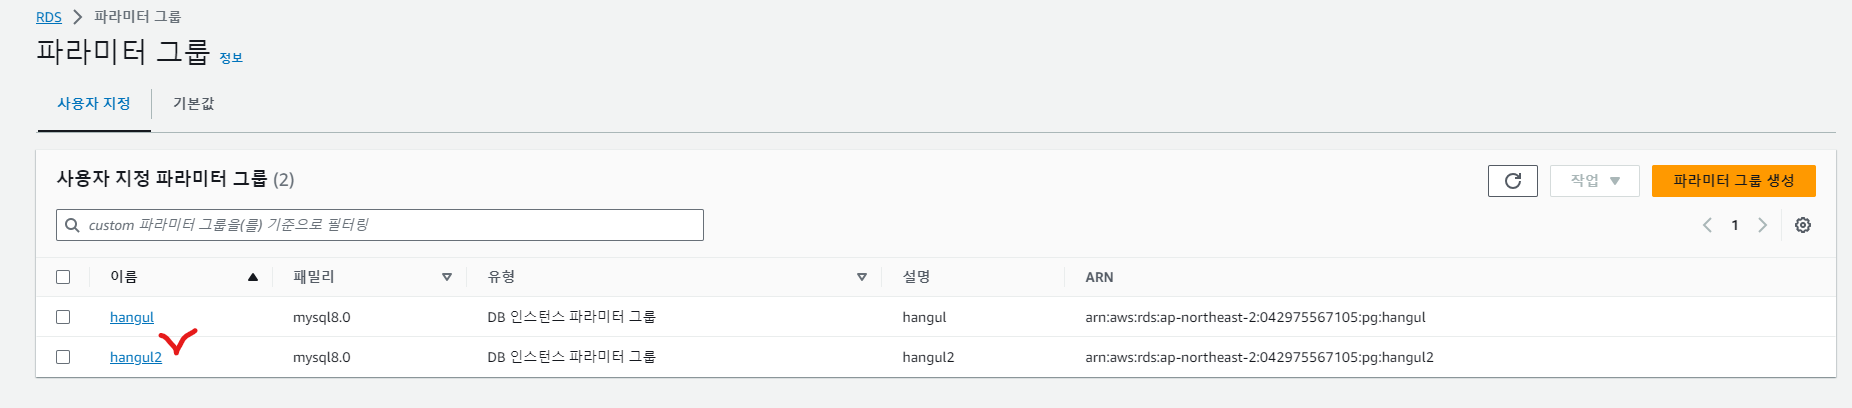 RDS > 파라미터 그룹
파라미터 그룹 정보
사용자 지정 기본값
사용자 지정 파라미터 그룹 (2) 작업 파라미터 그룹 생성
custom 파라미터 그룹을(를) 기준으로 필터링 1
이름 패밀리 유형 설명 ARN
hangul mysql8.0 DB 인스턴스 파라미터 그룹 hangul arn:aws:rds:ap-northeast-2:042975567105:pg:hangul
hangul2 mysql8.0 DB 인스턴스 파라미터 그룹 hangul2 arn:aws:rds:ap-northeast-2:042975567105:pg:hangul2